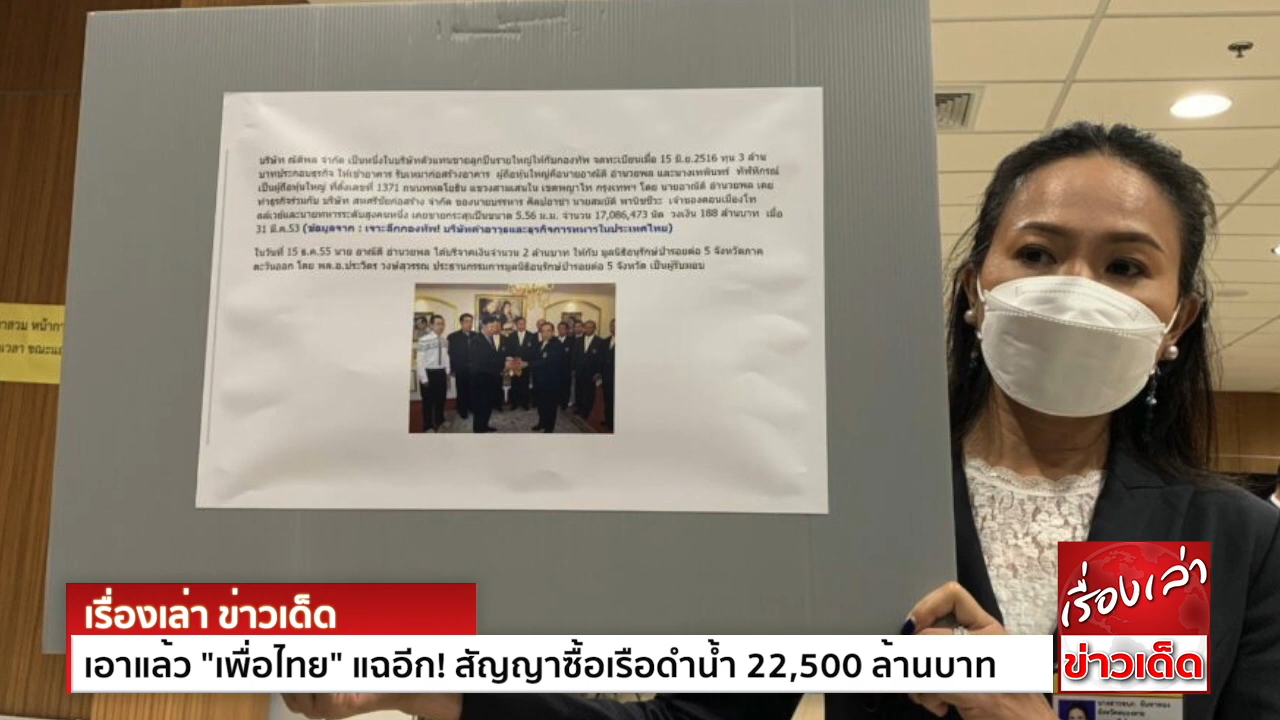 บริษัท ณัติพล จำกัด เป็นหนึ่งในบริษัทตัวแทนขายลูกปืนรายใหญ่ให้กับกองทัพ จดทะเบียนเมื่อ 15 มิ.ย.2516 ทุน 3 ล้าน
บาทประกอบธุรกิจ ให้เช่าอาคาร รับเหมาก่อสร้างอาคาร ผู้ถือหุ้นใหญ่คือนายอาณัติ อำนวยพล และนางเทพินทร์ ทัฬห์กิรณ์
เป็นผู้ถือหุ้นใหญ่ ที่ตั้งเลขที่ 1371 ถนนพหลโยธิน แขวงสามเสนใน เขตพญาไท กรุงเทพฯ โดย นายอาณัติ อำนวยพล เคย
ทำธุรกิจร่วมกับ บริษัท สหศรีชัยก่อสร้าง จำกัด ของนายบรรหาร ศิลปอาชา นายสมบัติ พานิชชีวะ เจ้าของดอนเมืองโท
ลล์เวย์และนายทหารระดับสูงคนหนึ่ง เคยขายกระสุนปืนขนาด 5.56 ม.ม. จำนวน 17,086,473 นัด วงเงิน 188 ล้านบาท เมื่อ
31 มี.ค.53 (ข้อมูลจาก : เจาะลึกกองทัพ! บริษัทค้าอาวุธและธุรกิจการทหารในประเทศไทย)
ในวันที่ 15 ธ.ค.55 นาย อาณัติ อำนวยพล ได้บริจาคเงินจำนวน 2 ล้านบาท ให้กับ มูลนิธิอนุรักษ์ป่ารอยต่อ 5 จังหวัดภาค
ตะวันออก โดย พล.อ.ประวิตร วงษ์สุวรรณ ประธานกรรมการมูลนิธิอนุรักษ์ป่ารอยต่อ 5 จังหวัด เป็นผู้รับมอบ
สวม หน้ากา
เวลา ขณะ
เรื่องเล่า ข่าวเด็ด
เอาแล้ว "เพื่อไทย" แฉอีก! สัญญาซื้อเรือดำน้ำ 22,500 ล้านบาท
เรื่องเล่า
ข่าวเด็ด